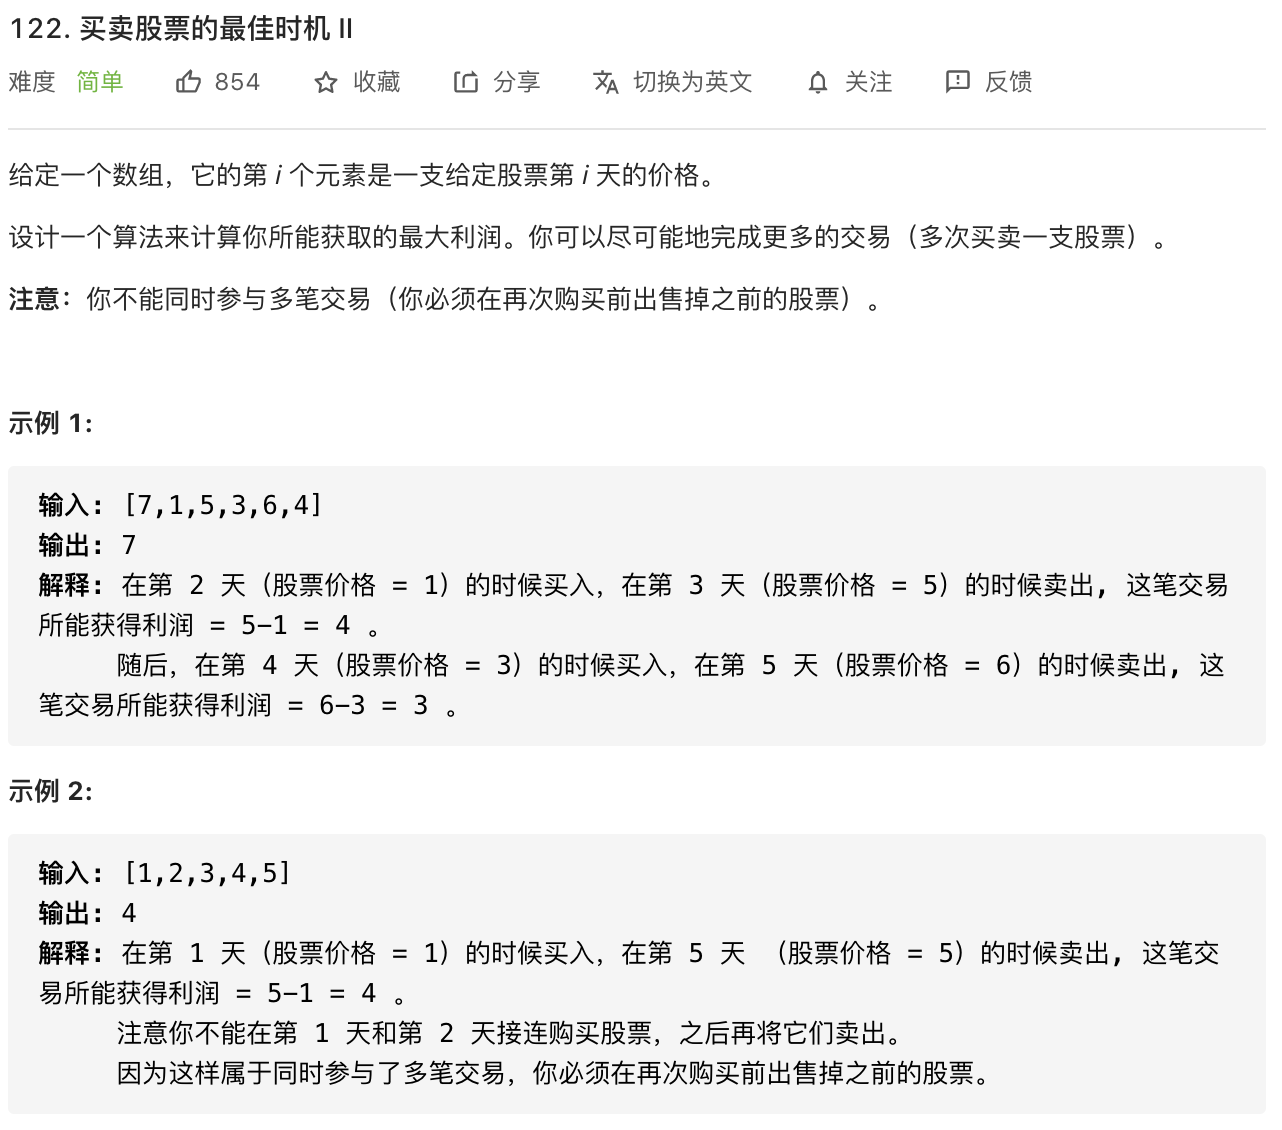 122. 买卖股票的最佳时机 II
难度 简单 854 收藏 分享 切换为英文 关注 反馈
给定一个数组，它的第 i 个元素是一支给定股票第 i 天的价格。
设计一个算法来计算你所能获取的最大利润。你可以尽可能地完成更多的交易（多次买卖一支股票）。
注意：你不能同时参与多笔交易（你必须在再次购买前出售掉之前的股票）。
示例 1:
输入: [7,1,5,3,6,4]
输出: 7
解释: 在第 2 天（股票价格 = 1）的时候买入，在第 3 天（股票价格 = 5）的时候卖出, 这笔交易
所能获得利润 = 5-1 = 4 。
随后，在第 4 天（股票价格 = 3）的时候买入，在第 5 天（股票价格 = 6）的时候卖出, 这
笔交易所能获得利润 = 6-3 = 3 。
示例 2:
输入: [1,2,3,4,5]
输出: 4
解释: 在第 1 天（股票价格 = 1）的时候买入，在第 5 天 （股票价格 = 5）的时候卖出, 这笔交
易所能获得利润 = 5-1 = 4 。
注意你不能在第 1 天和第 2 天接连购买股票，之后再将它们卖出。
因为这样属于同时参与了多笔交易，你必须在再次购买前出售掉之前的股票。